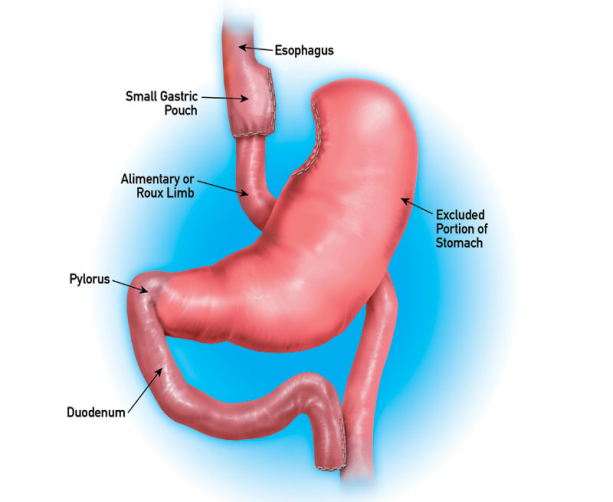 Esophagus
Small Gastric
Pouch
Alimentary or
Roux Limb
Excluded
Portion of
Stomach
Pylorus
Duodenum